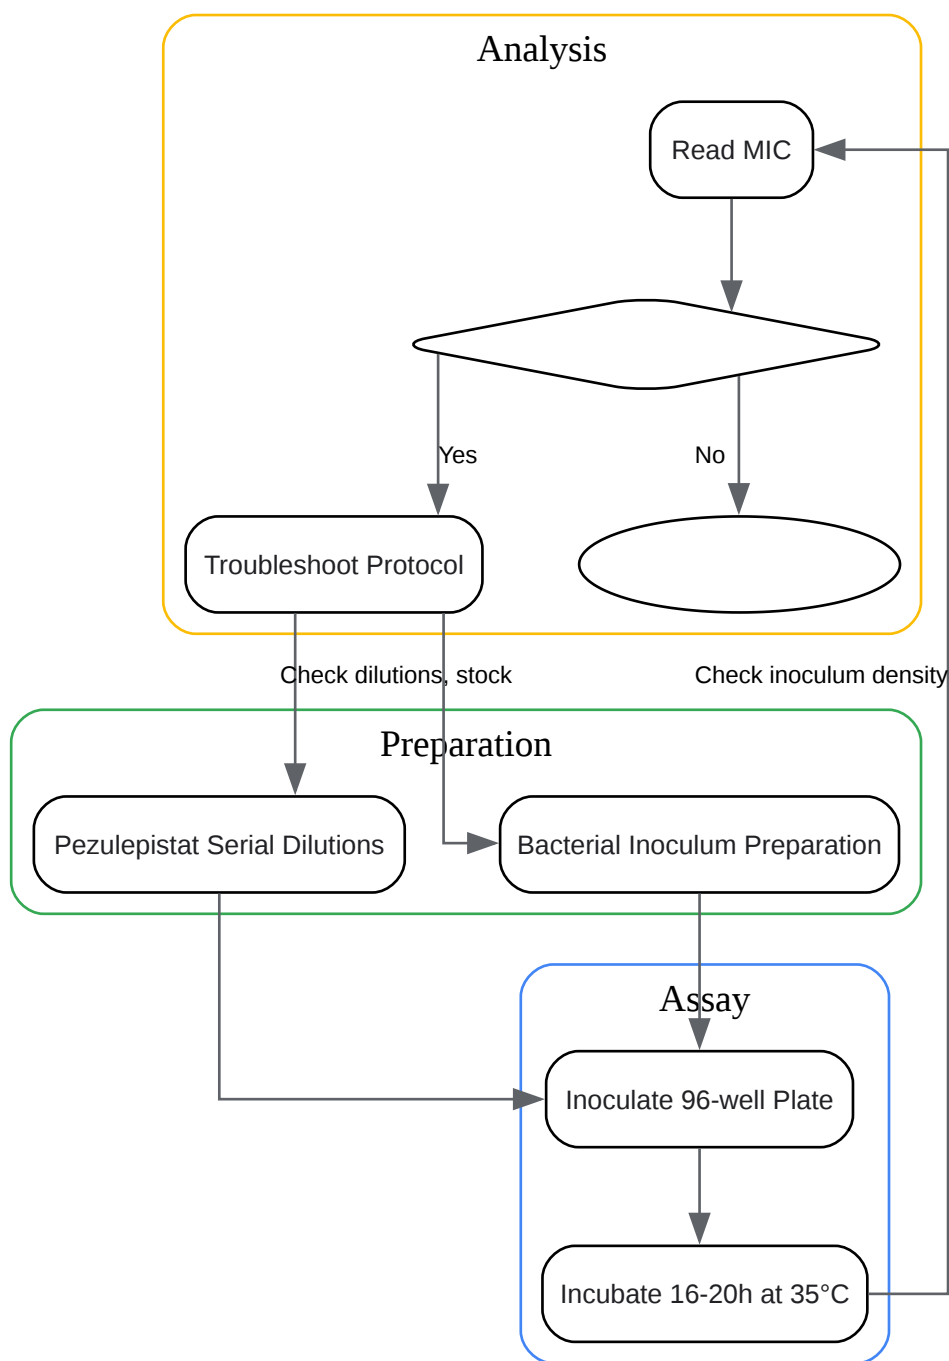 Analysis
Read MIC
Yes
No
Troubleshoot Protocol
Check dilutions, stock
Check inoculum density
Preparation
Pezulepistat Serial Dilutions
Bacterial Inoculum Preparation
Assay
Inoculate 96-well Plate
Incubate 16-20h at 35°C